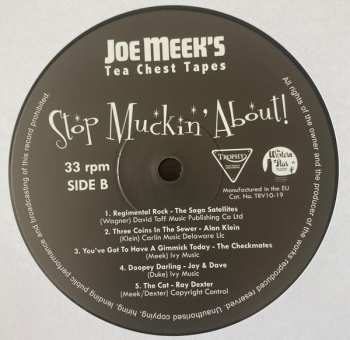 JOE MEEK'S
Tea Chest Tapes
Stop Muckin' About!
33 rpm
SIDE B
TROPHY
Western Star
Manufactured in the EU
Cat. No. TRV10-19
1. Regimental Rock - The Saga Satellites
(Wagner) David Toff Music Publishing Co Ltd
2. Three Coins In The Sewer - Alan Klein
(Klein) Carlin Music Delaware Llc
3. You've Got To Have A Gimmick Today - The Checkmates
(Meek) Ivy Music
4. Doopey Darling - Joy & Dave
(Duke) Ivy Music
5. The Cat - Ray Dexter
(Meek/Dexter) Copyright Control
All rights of the owner and the producer of the works reproduced reserved. Unauthorised copying, hiring, lending, public performance and broadcasting of this record prohibited.